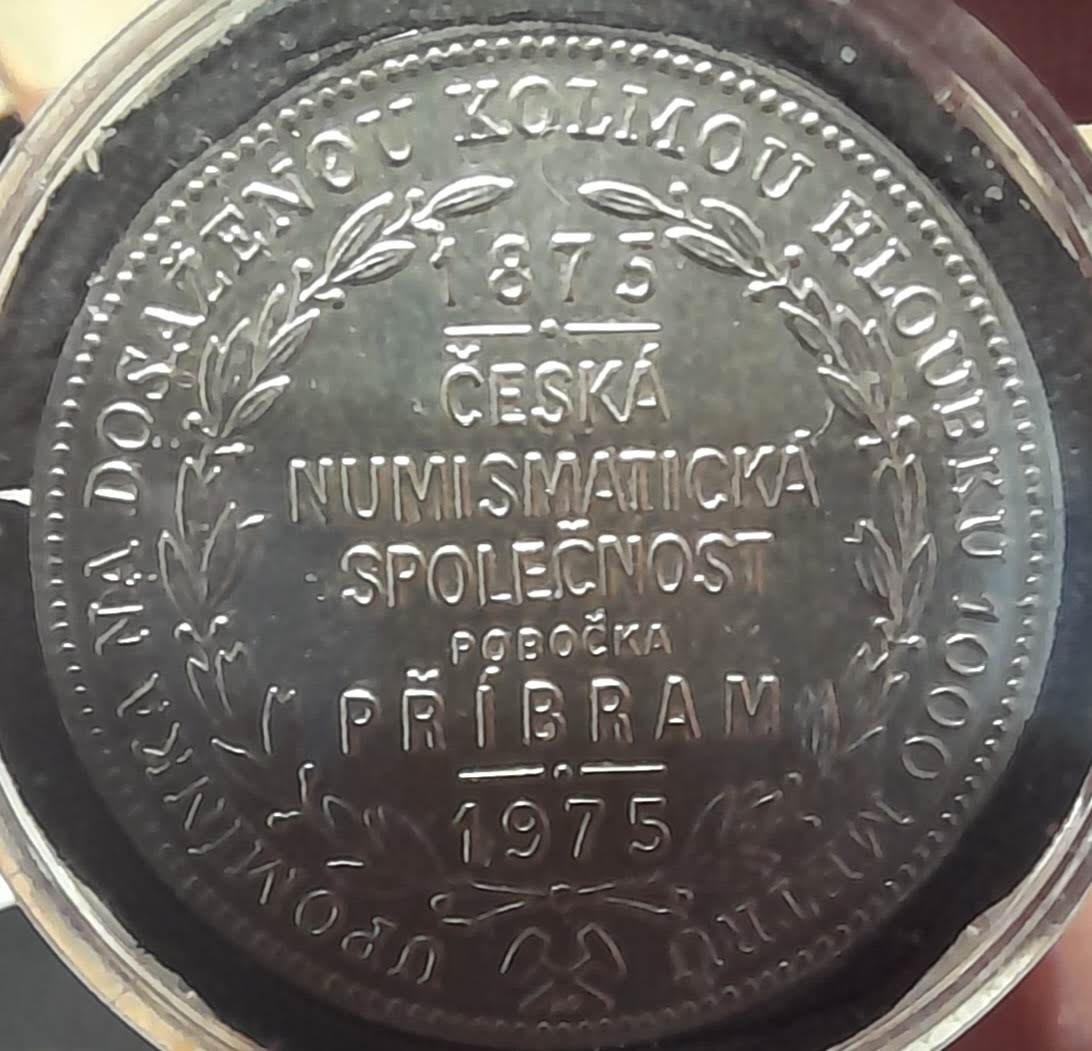 UPOMÍNKA NA DOSAŽENOU KOLMOU HLOUBKU 1000 METRŮ
1875
ČESKÁ
NUMISMATICKÁ
SPOLEČNOST
POBOČKA
PŘÍBRAM
1975